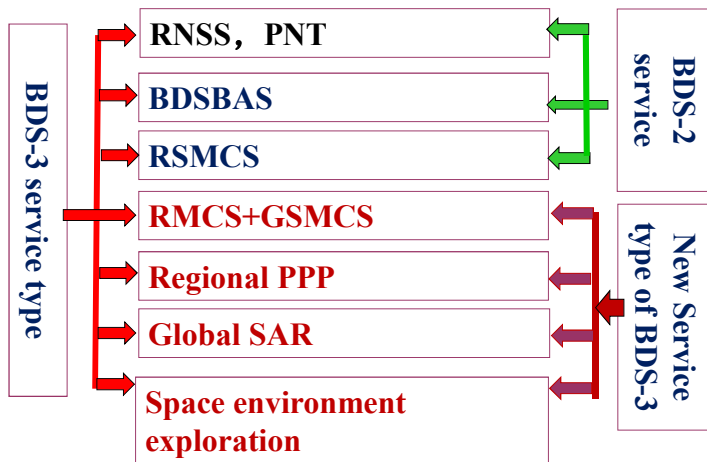 BDS-3 service type
RNSS，PNT
BDSBAS
RSMCS
RMCS+GSMCS
Regional PPP
Global SAR
Space environment
exploration
BDS-2
service
New Service
type of BDS-3